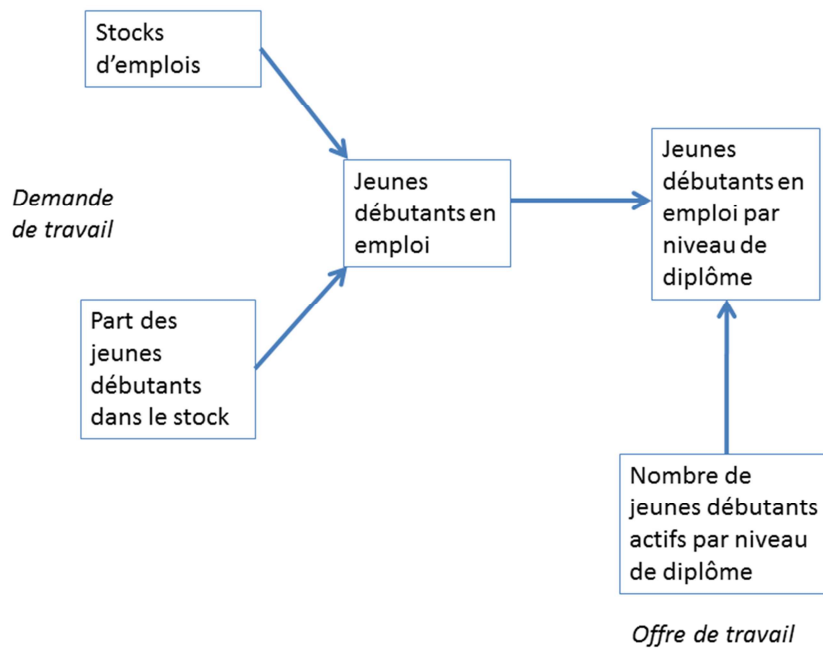 Stocks
d'emplois
Demande
de travail
Part des
jeunes
débutants
dans le stock
Jeunes
débutants en
emploi
Jeunes
débutants en
emploi par
niveau de
diplôme
Nombre de
jeunes débutants
actifs par niveau
de diplôme
Offre de travail